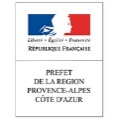 Liberté • Égalité • Fraternité
RÉPUBLIQUE FRANÇAISE
PREFET
DE LA REGION
PROVENCE-ALPES
CÔTE D'AZUR